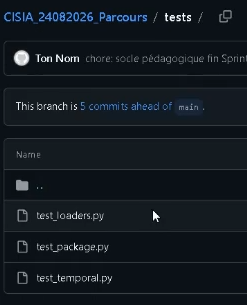 CISIA_24082026_Parcours / tests /
Ton Nom chore: socle pédagogique fin Sprint
This branch is 5 commits ahead of main.
Name
..
test_loaders.py
test_package.py
test_temporal.py